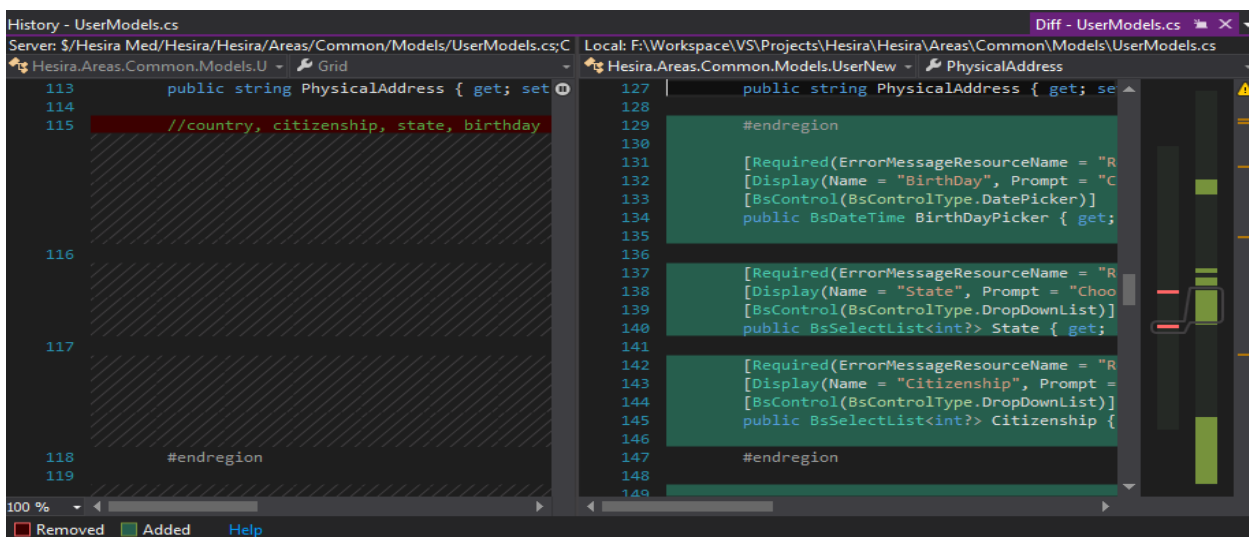 History - UserModels.cs
Diff - UserModels.cs
Server: $/Hesira Med/Hesira/Hesira/Areas/Common/Models/UserModels.cs;C
Local: F:\Workspace\VS\Projects\Hesira\Hesira\Areas\Common\Models\UserModels.cs
Hesira.Areas.Common.Models.U
Grid
Hesira.Areas.Common.Models.UserNew
PhysicalAddress
113 public string PhysicalAddress { get; set
114
115 //country, citizenship, state, birthday
116
117
118 #endregion
119
127 public string PhysicalAddress { get; se
128
129 #endregion
130
131 [Required(ErrorMessageResourceName = "R
132 [Display(Name = "BirthDay", Prompt = "C
133 [BsControl(BsControlType.DatePicker)]
134 public BsDateTime BirthDayPicker { get;
135
136
137 [Required(ErrorMessageResourceName = "R
138 [Display(Name = "State", Prompt = "Choo
139 [BsControl(BsControlType.DropDownList)]
140 public BsSelectList<int?> State { get;
141
142 [Required(ErrorMessageResourceName = "R
143 [Display(Name = "Citizenship", Prompt =
144 [BsControl(BsControlType.DropDownList)]
145 public BsSelectList<int?> Citizenship {
146
147 #endregion
148
149
100 %
Removed
Added
Help